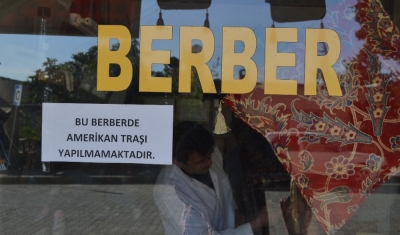 BERBER
BU BERBERDE
AMERİKAN TRAŞI
YAPILMAMAKTADIR.